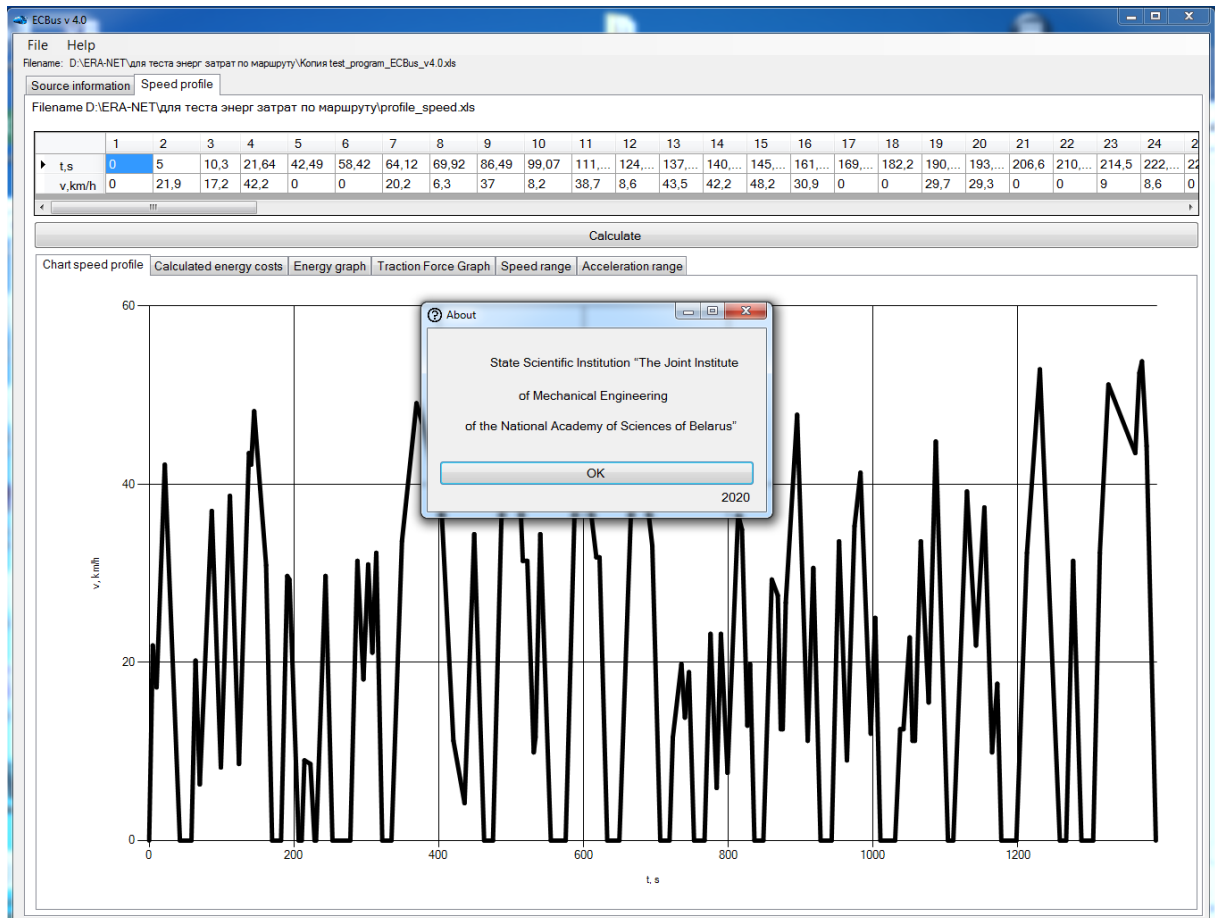 ECBus v 4.0
File Help
Filename: D:\ERA-NET\для теста энерг затрат по маршруту\Копия test_program_ECBus_v4.0.xls
Source information Speed profile
Filename D:\ERA-NET\для теста энерг затрат по маршруту\profile_speed.xls
1 2 3 4 5 6 7 8 9 10 11 12 13 14 15 16 17 18 19 20 21 22 23 24 2
t,s 0 5 10,3 21,64 42,49 58,42 64,12 69,92 86,49 99,07 111,... 124,... 137,... 140,... 145,... 161,... 169,... 182,2 190,... 193,... 206,6 210,... 214,5 222,... 22
v,km/h 0 21,9 17,2 42,2 0 0 20,2 6,3 37 8,2 38,7 8,6 43,5 42,2 48,2 30,9 0 0 29,7 29,3 0 0 9 8,6 0
Calculate
Chart speed profile Calculated energy costs Energy graph Traction Force Graph Speed range Acceleration range
About
State Scientific Institution “The Joint Institute
of Mechanical Engineering
of the National Academy of Sciences of Belarus”
OK
2020
60
40
20
0
v, km/h
0 200 400 600 800 1000 1200
t, s